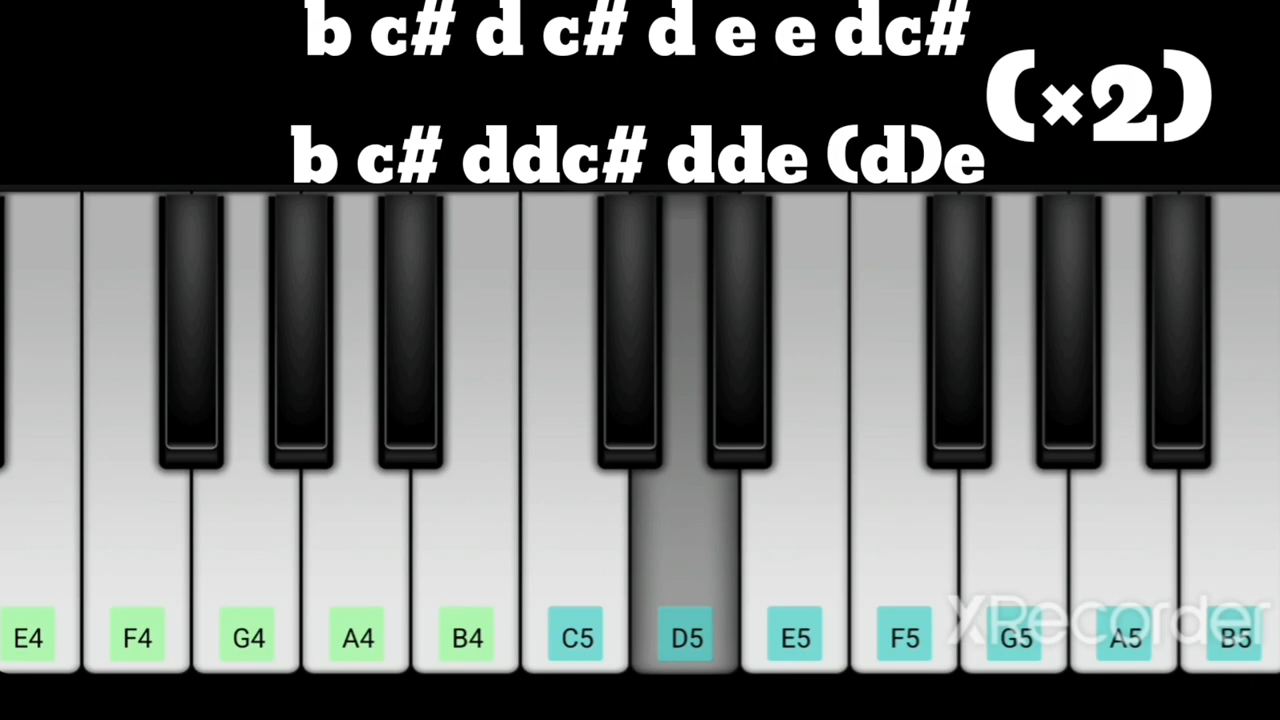 b c# d c# d e e dc#
(×2)
b c# ddc# dde (d)e
E4 F4 G4 A4 B4 C5 D5 E5 F5 G5 A5 B5
XRecorder